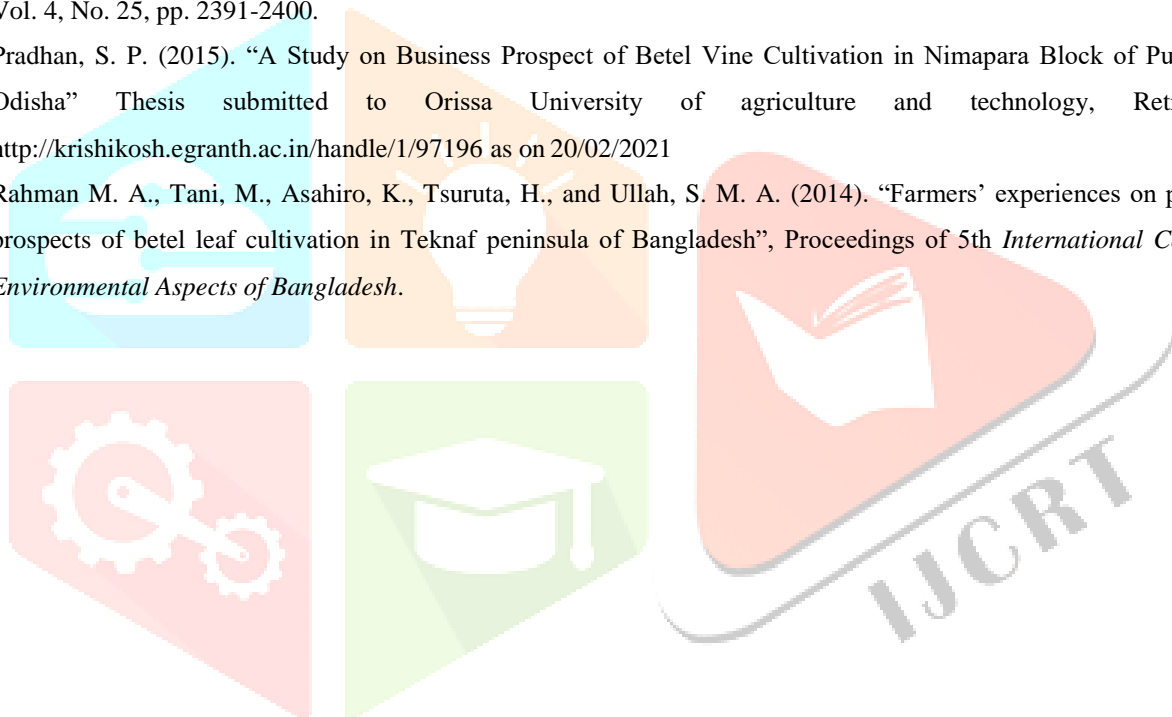 Vol. 4, No. 25, pp. 2391-2400.
Pradhan, S. P. (2015). “A Study on Business Prospect of Betel Vine Cultivation in Nimapara Block of Pu
Odisha” Thesis submitted to Orissa University of agriculture and technology, Ret
http://krishikosh.egranth.ac.in/handle/1/97196 as on 20/02/2021
Rahman M. A., Tani, M., Asahiro, K., Tsuruta, H., and Ullah, S. M. A. (2014). “Farmers’ experiences on p
prospects of betel leaf cultivation in Teknaf peninsula of Bangladesh”, Proceedings of 5th International Co
Environmental Aspects of Bangladesh.
IJCRT